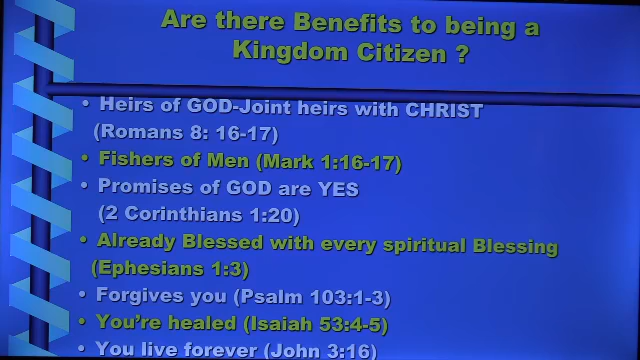 Are there Benefits to being a
Kingdom Citizen ?
• Heirs of GOD-Joint heirs with CHRIST
(Romans 8: 16-17)
• Fishers of Men (Mark 1:16-17)
• Promises of GOD are YES
(2 Corinthians 1:20)
• Already Blessed with every spiritual Blessing
(Ephesians 1:3)
• Forgives you (Psalm 103:1-3)
• You're healed (Isaiah 53:4-5)
• You live forever (John 3:16)